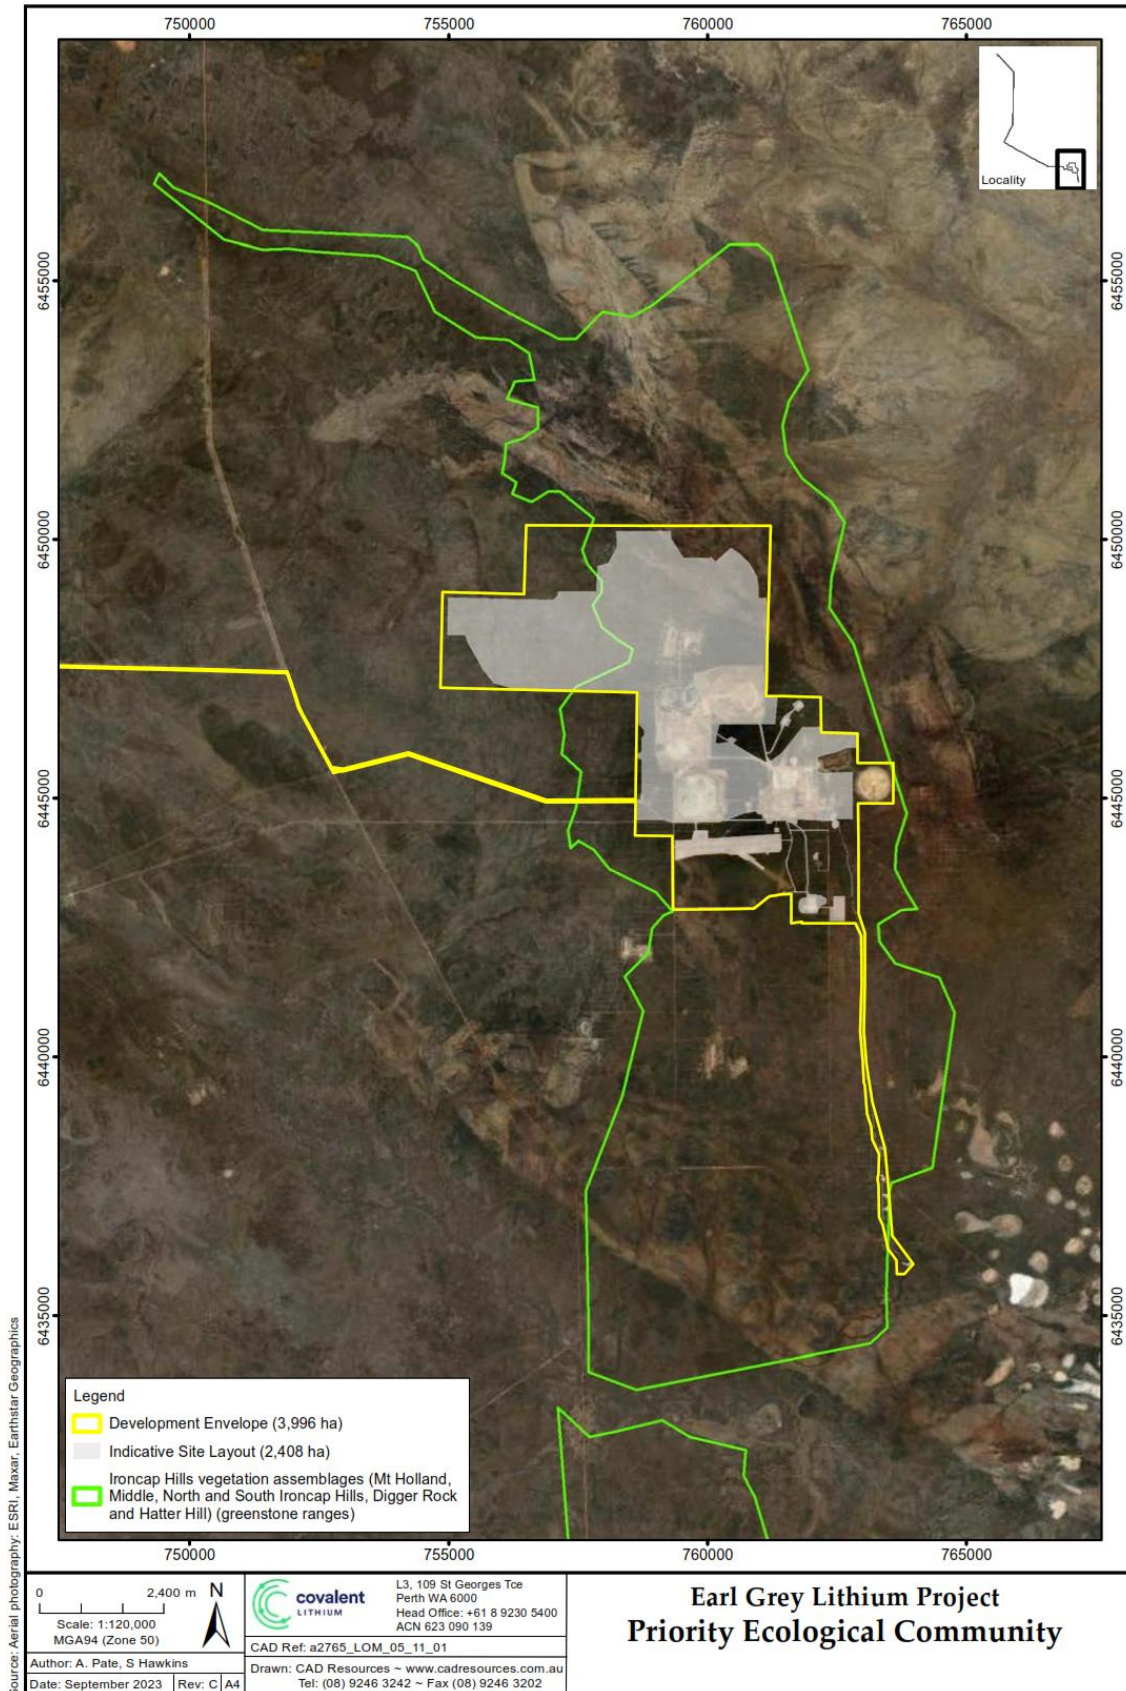 750000
755000
760000
765000
Locality
6455000
6455000
6450000
6450000
6445000
6445000
6440000
6440000
6435000
6435000
Legend
Development Envelope (3,996 ha)
Indicative Site Layout (2,408 ha)
Ironcap Hills vegetation assemblages (Mt Holland,
Middle, North and South Ironcap Hills, Digger Rock
and Hatter Hill) (greenstone ranges)
750000
755000
760000
765000
Source: Aerial photography: ESRI, Maxar, Earthstar Geographics
0
2,400 m
N
Scale: 1:120,000
MGA94 (Zone 50)
Author: A. Pate, S Hawkins
Date: September 2023
Rev: C
A4
covalent
LITHIUM
L3, 109 St Georges Tce
Perth WA 6000
Head Office: +61 8 9230 5400
ACN 623 090 139
CAD Ref: a2765_LOM_05_11_01
Drawn: CAD Resources ~ www.cadresources.com.au
Tel: (08) 9246 3242 ~ Fax (08) 9246 3202
Earl Grey Lithium Project
Priority Ecological Community